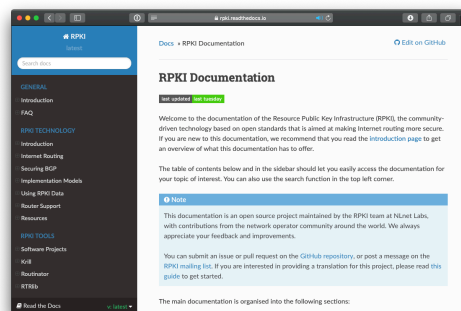 rpki.readthedocs.io
RPKI
latest
Search docs
GENERAL
Introduction
FAQ
RPKI TECHNOLOGY
Introduction
Internet Routing
Securing BGP
Implementation Models
Using RPKI Data
Router Support
Resources
RPKI TOOLS
Software Projects
Krill
Routinator
RTRlib
Read the Docs
v: latest
Docs » RPKI Documentation
Edit on GitHub
RPKI Documentation
last updated last tuesday
Welcome to the documentation of the Resource Public Key Infrastructure (RPKI), the community-
driven technology based on open standards that is aimed at making Internet routing more secure.
If you are new to this documentation, we recommend that you read the introduction page to get
an overview of what this documentation has to offer.
The table of contents below and in the sidebar should let you easily access the documentation for
your topic of interest. You can also use the search function in the top left corner.
Note
This documentation is an open source project maintained by the RPKI team at NLnet Labs,
with contributions from the network operator community around the world. We always
appreciate your feedback and improvements.
You can submit an issue or pull request on the GitHub repository, or post a message on the
RPKI mailing list. If you are interested in providing a translation for this project, please read this
guide to get started.
The main documentation is organised into the following sections: